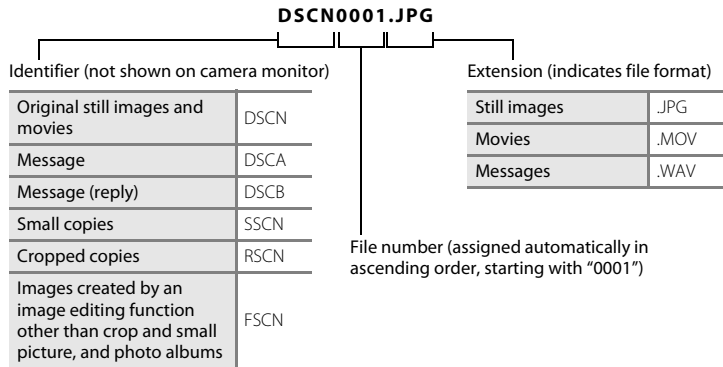 DSCN0001.JPG
Identifier (not shown on camera monitor)
Original still images and
movies
DSCN
Message
DSCA
Message (reply)
DSCB
Small copies
SSCN
Cropped copies
RSCN
Images created by an
image editing function
other than crop and small
picture, and photo albums
FSCN
Extension (indicates file format)
Still images
.JPG
Movies
.MOV
Messages
.WAV
File number (assigned automatically in
ascending order, starting with “0001”)